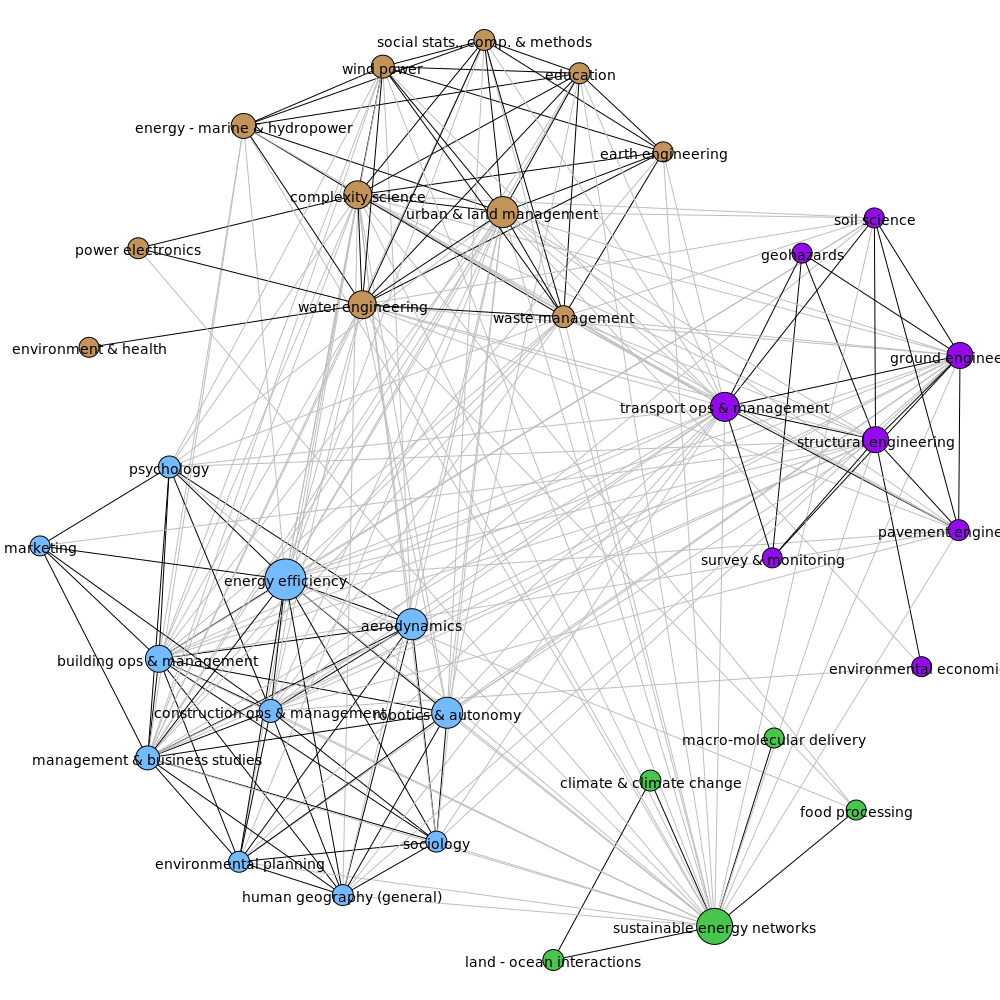 social stats., comp. & methods
wind power
education
energy - marine & hydropower
earth engineering
complexity science
urban & land management
soil science
power electronics
geohazards
water engineering
waste management
environment & health
ground enginee
transport ops & management
structural engineering
psychology
pavement engine
marketing
survey & monitoring
energy efficiency
aerodynamics
building ops & management
environmental economi
construction ops & management
robotics & autonomy
macro-molecular delivery
management & business studies
climate & climate change
food processing
sociology
environmental planning
human geography (general)
sustainable energy networks
land - ocean interactions